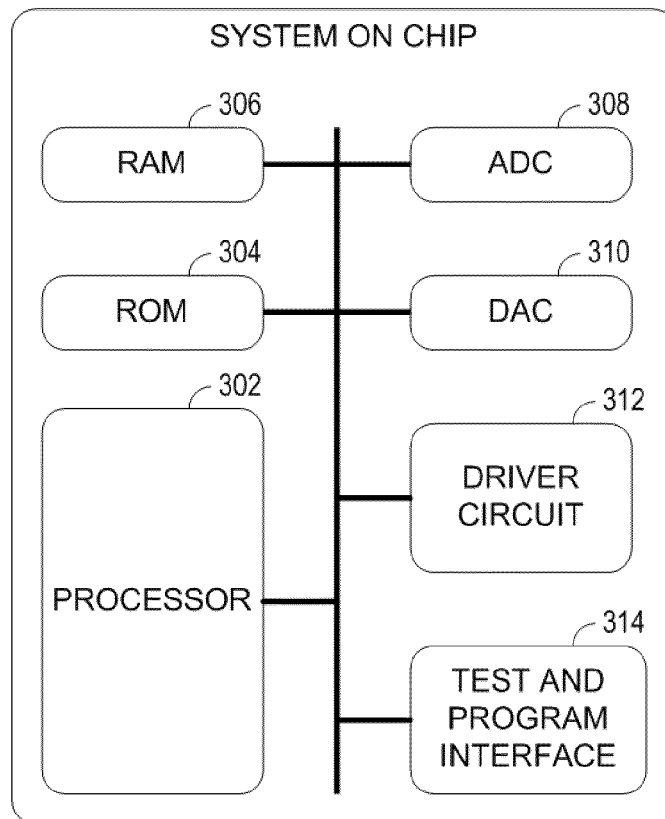 SYSTEM ON CHIP
306
308
RAM
ADC
304
310
ROM
DAC
302
312
DRIVER
CIRCUIT
PROCESSOR
314
TEST AND
PROGRAM
INTERFACE